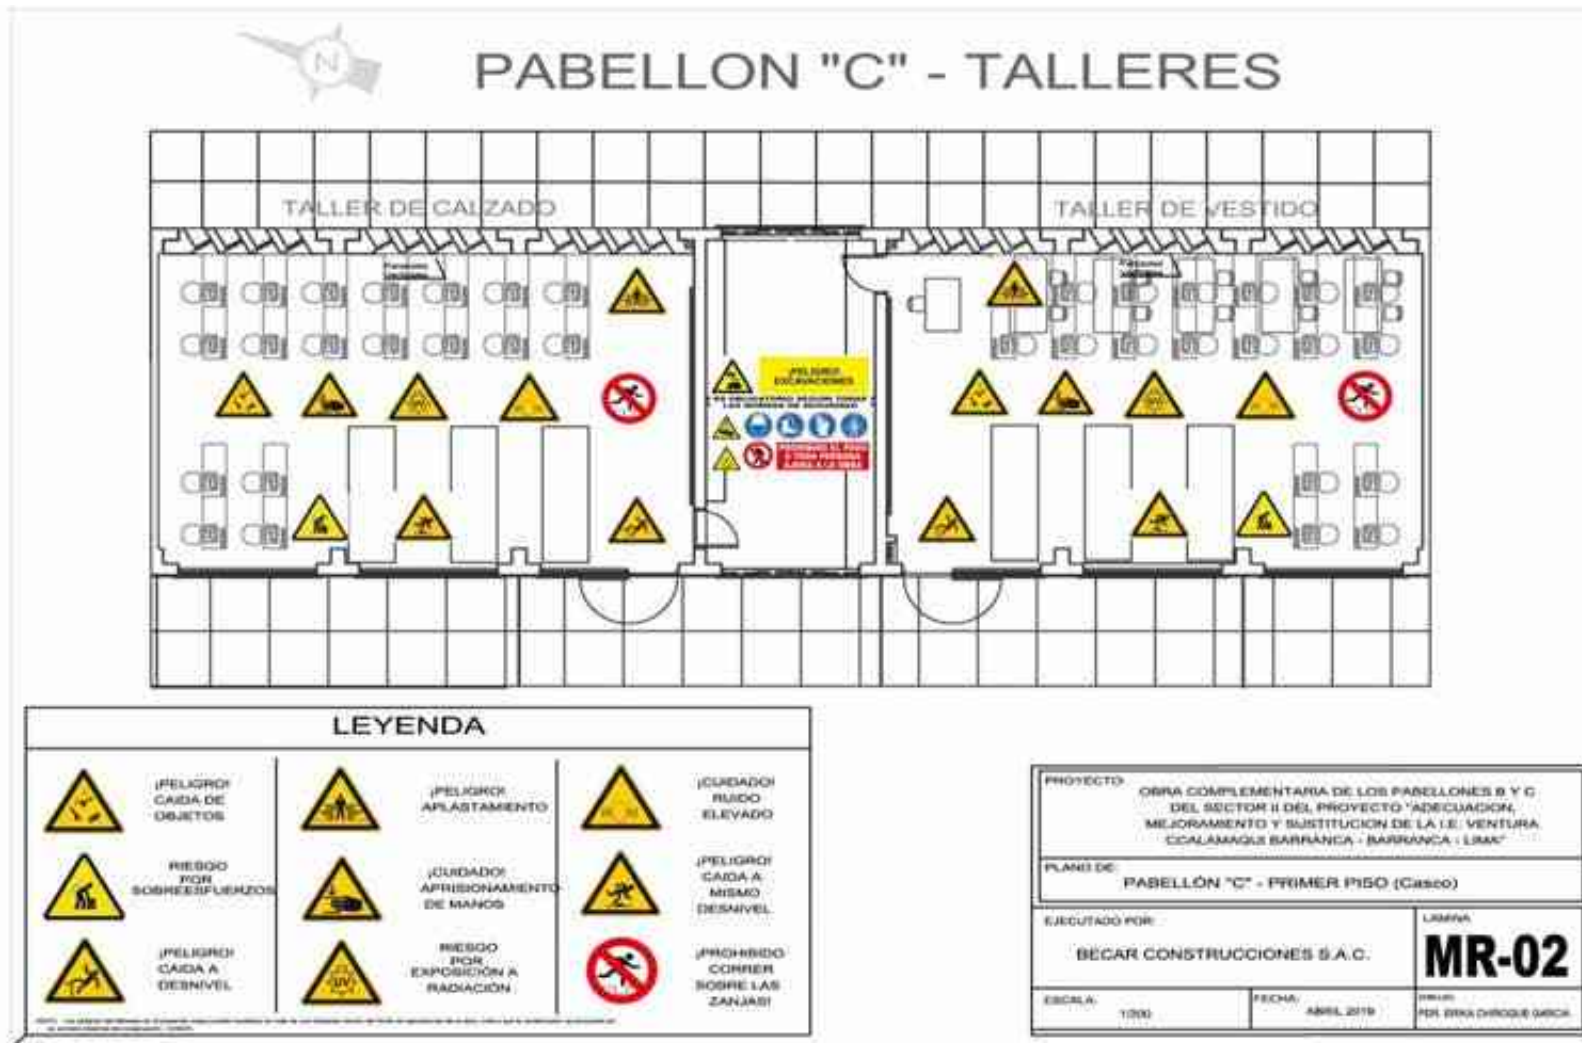 N
PABELLON "C" - TALLERES
TALLER DE CALZADO
TALLER DE VESTIDO
¡PELIGRO!
EXCAVACIONES
LEYENDA
¡PELIGRO!
CAIDA DE
OBJETOS
¡PELIGRO!
APLASTAMIENTO
¡CUIDADO!
RUIDO
ELEVADO
RIESGO
POR
SOBREESFUERZOS
¡CUIDADO!
APRISIONAMIENTO
DE MANOS
¡PELIGRO!
CAIDA A
MISMO
DESNIVEL
¡PELIGRO!
CAIDA A
DESNIVEL
UV
RIESGO
POR
EXPOSICIÓN A
RADIACIÓN
¡PROHIBIDO
CORRER
SOBRE LAS
ZANJAS!
PROYECTO:
OBRA COMPLEMENTARIA DE LOS PABELLONES B Y C
DEL SECTOR II DEL PROYECTO "ADECUACION,
MEJORAMIENTO Y SUSTITUCION DE LA I.E. VENTURA
CCALAMAQUI BARRANCA - BARRANCA - LIMA"
PLANO DE:
PABELLÓN "C" - PRIMER PISO (Casco)
EJECUTADO POR:
BECAR CONSTRUCCIONES S.A.C.
LAMINA
MR-02
ESCALA:
FECHA:
ABRIL 2019